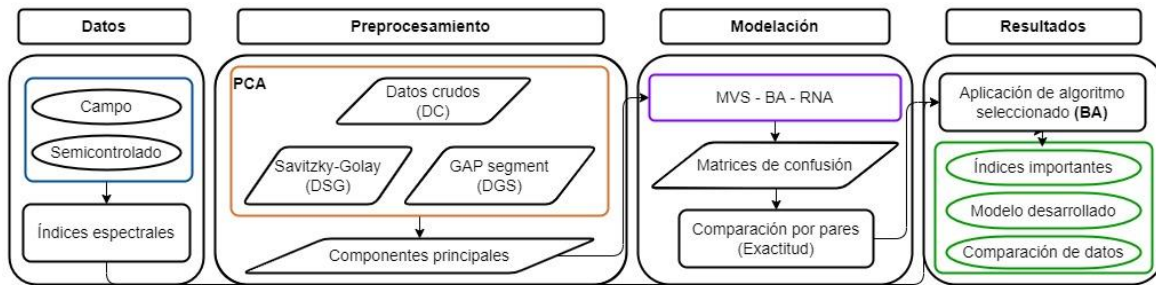 Datos
Preprocesamiento
Modelación
Resultados
Campo
Semicontrolado
Índices espectrales
PCA
Datos crudos
(DC)
Savitzky-Golay
(DSG)
GAP segment
(DGS)
Componentes principales
MVS - BA - RNA
Matrices de confusión
Comparación por pares
(Exactitud)
Aplicación de algoritmo
seleccionado (BA)
Índices importantes
Modelo desarrollado
Comparación de datos